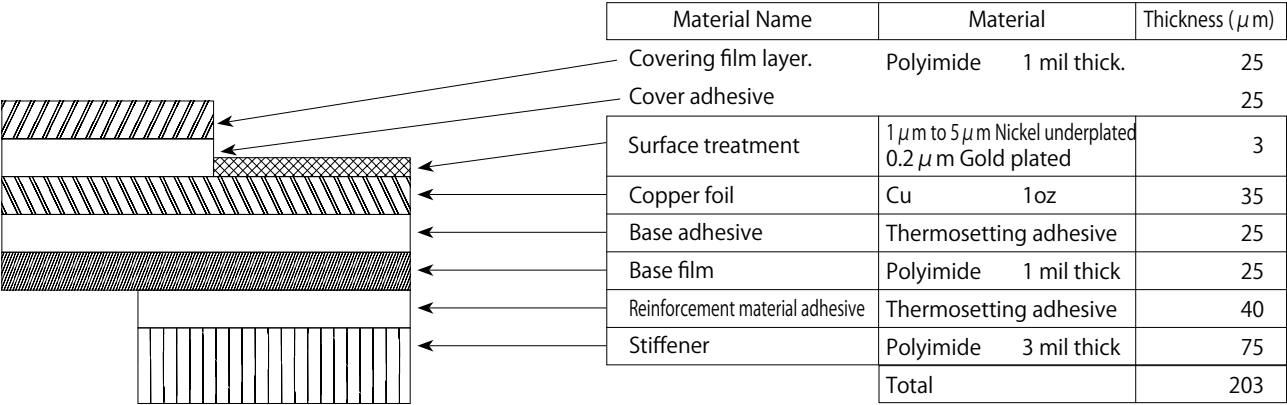 Material Name Material Thickness (μm)
Covering film layer. Polyimide 1 mil thick. 25
Cover adhesive 25
Surface treatment 1μm to 5μm Nickel underplated 3
0.2μm Gold plated
Copper foil Cu 1oz 35
Base adhesive Thermosetting adhesive 25
Base film Polyimide 1 mil thick 25
Reinforcement material adhesive Thermosetting adhesive 40
Stiffener Polyimide 3 mil thick 75
Total 203